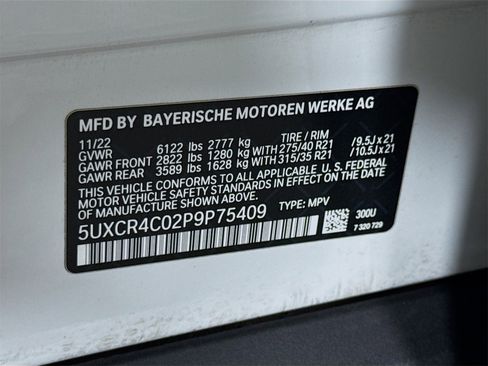 MFD BY BAYERISCHE MOTOREN WERKE AG
11/22 TIRE / RIM
GVWR 6122 lbs 2777 kg
GAWR FRONT 2822 lbs 1280 kg WITH 275/40 R21 /9.5J x 21
GAWR REAR 3589 lbs 1628 kg WITH 315/35 R21 /10.5J x 21
THIS VEHICLE CONFORMS TO ALL APPLICABLE U.S. FEDERAL
MOTOR VEHICLE SAFETY STANDARDS IN EFFECT ON THE
DATE OF MANUFACTURE SHOWN ABOVE.
5UXCR4C02P9P75409 TYPE: MPV
300U
7 320 729